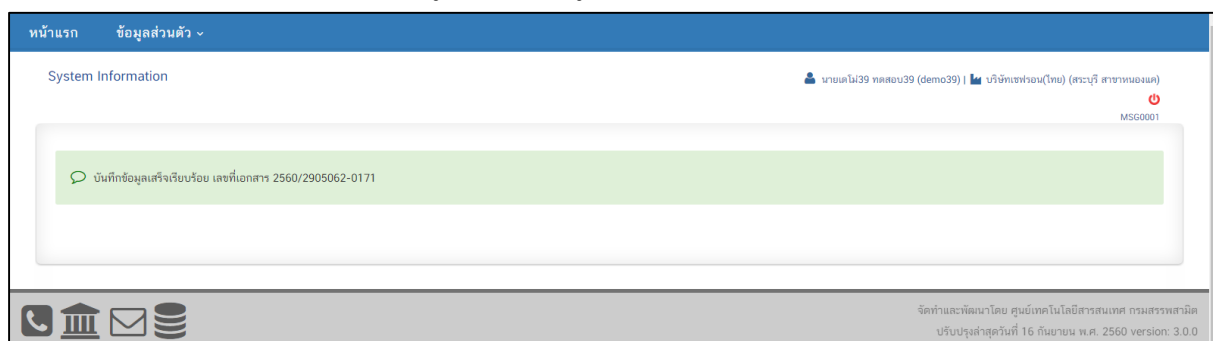 หน้าแรก ข้อมูลส่วนตัว
System Information
นายเดโม่39 ทดสอบ39 (demo39) | บริษัทเชฟรอน(ไทย) (สระบุรี สาขาหนองแค)
MSG0001
บันทึกข้อมูลเสร็จเรียบร้อย เลขที่เอกสาร 2560/2905062-0171
จัดทำและพัฒนาโดย ศูนย์เทคโนโลยีสารสนเทศ กรมสรรพสามิต
ปรับปรุงล่าสุดวันที่ 16 กันยายน พ.ศ. 2560 version: 3.0.0